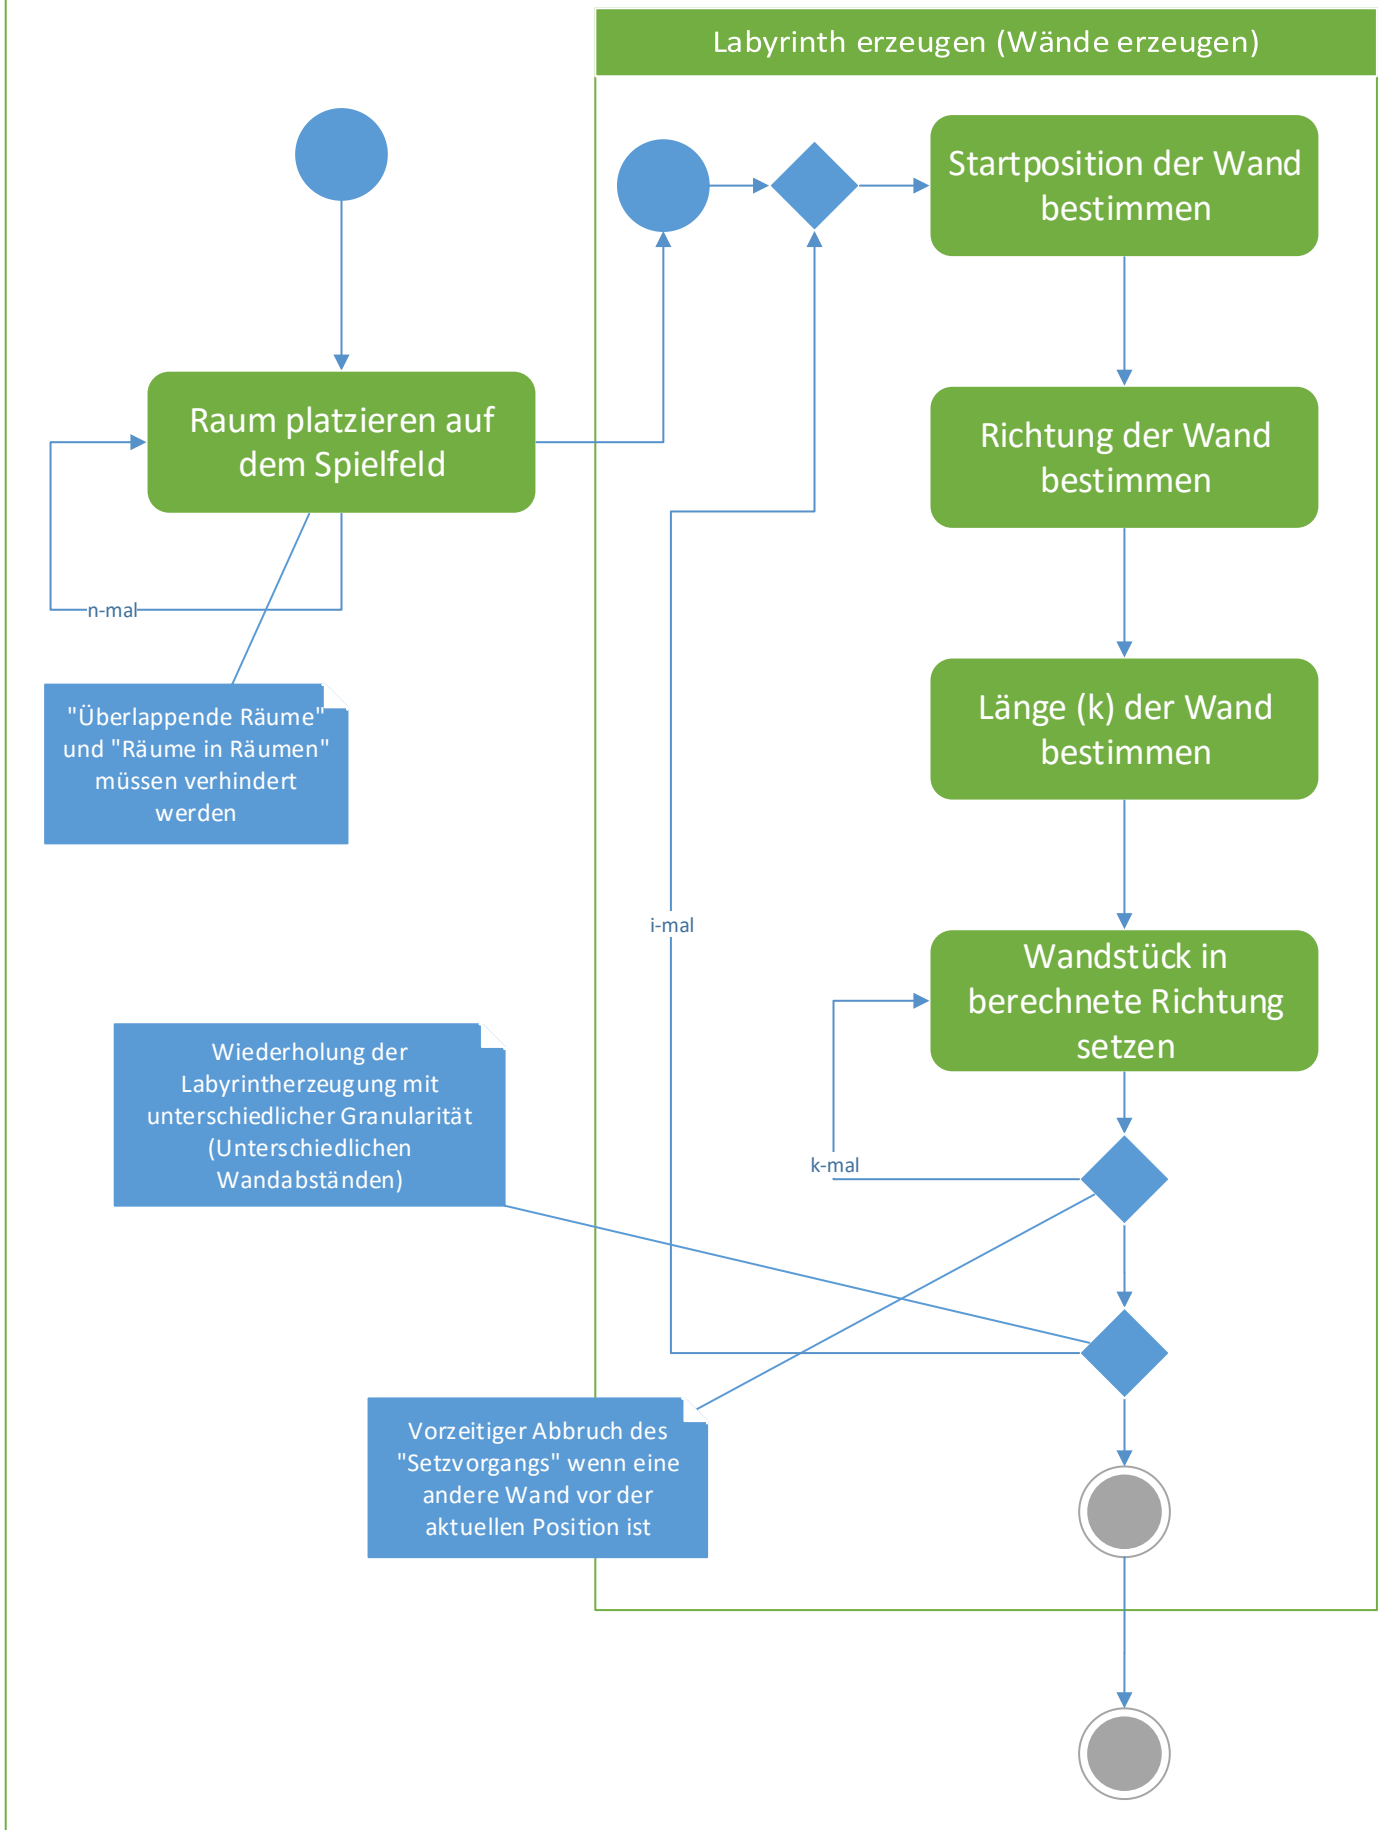 Labyrinth erzeugen (Wände erzeugen)
Startposition der Wand
bestimmen
Raum platzieren auf
dem Spielfeld
Richtung der Wand
bestimmen
n-mal
"Überlappende Räume"
und "Räume in Räumen"
müssen verhindert
werden
Länge (k) der Wand
bestimmen
i-mal
Wandstück in
berechnete Richtung
setzen
Wiederholung der
Labyrintherzeugung mit
unterschiedlicher Granularität
(Unterschiedlichen
Wandabständen)
k-mal
Vorzeitiger Abbruch des
"Setzvorgangs" wenn eine
andere Wand vor der
aktuellen Position ist